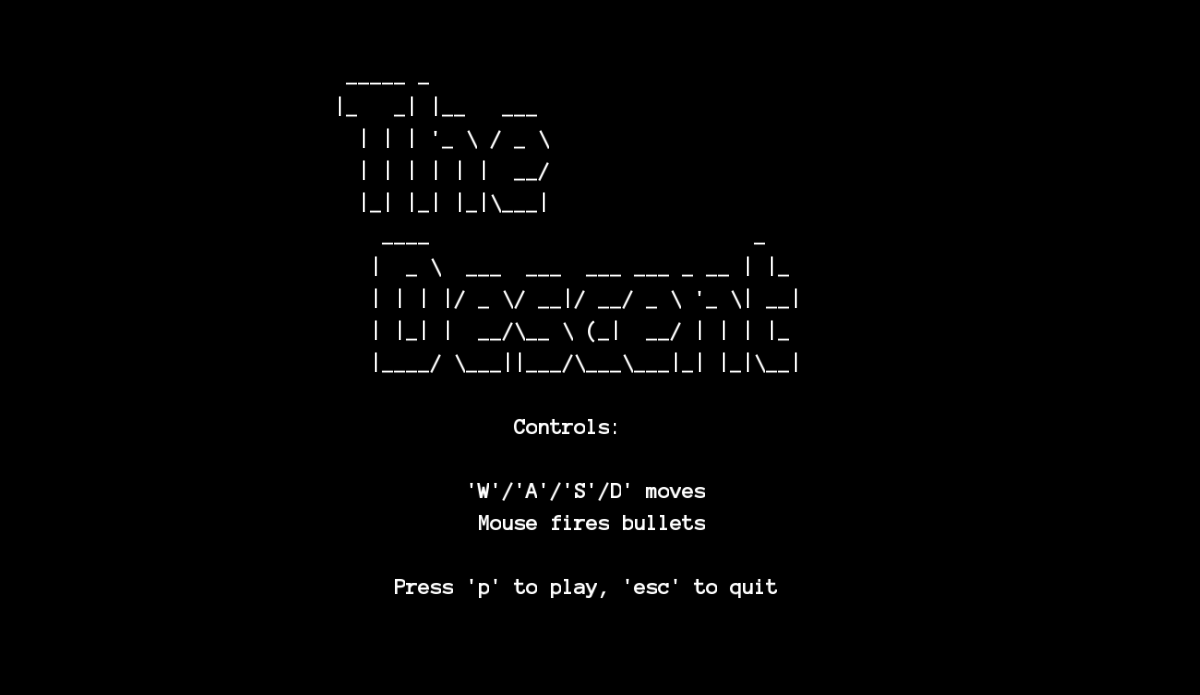 The
Descent
Controls:
'W'/'A'/'S'/D' moves
Mouse fires bullets
Press 'p' to play, 'esc' to quit